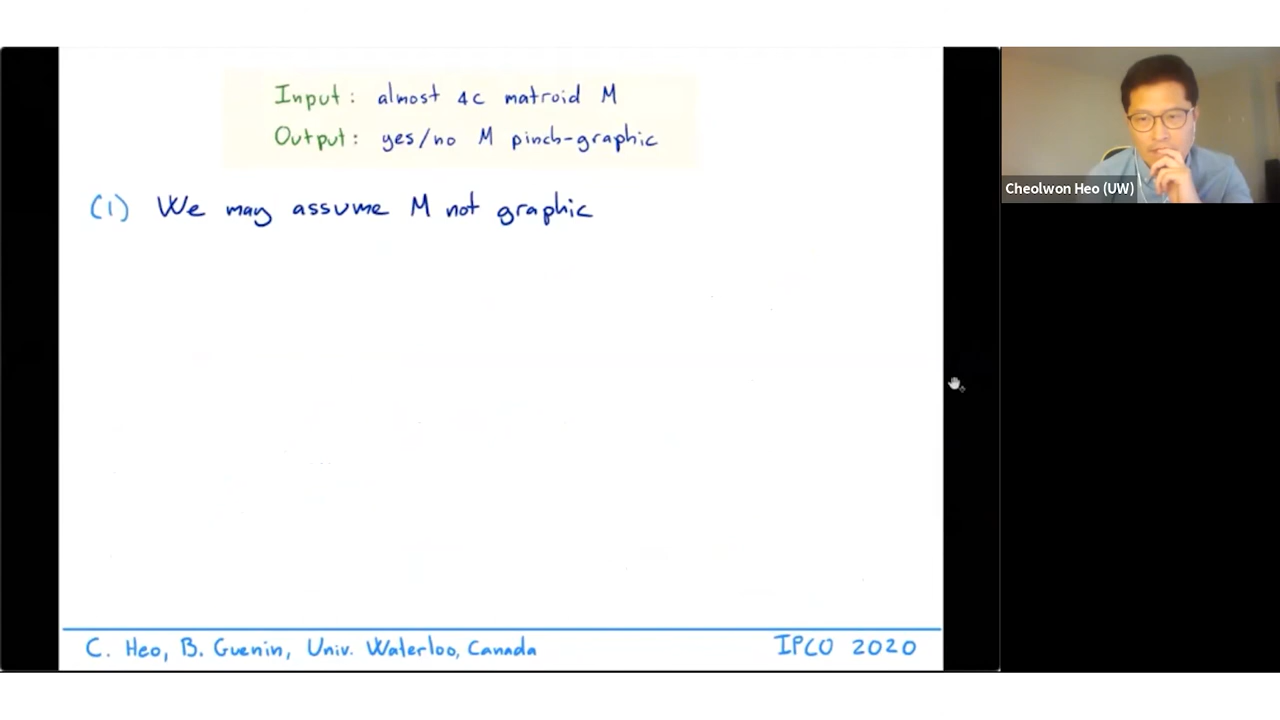 Input: almost 4c matroid M
Output: yes/no M pinch-graphic
(1) We may assume M not graphic
C. Heo, B. Guenin, Univ. Waterloo, Canada
IPCO 2020
Cheolwon Heo (UW)